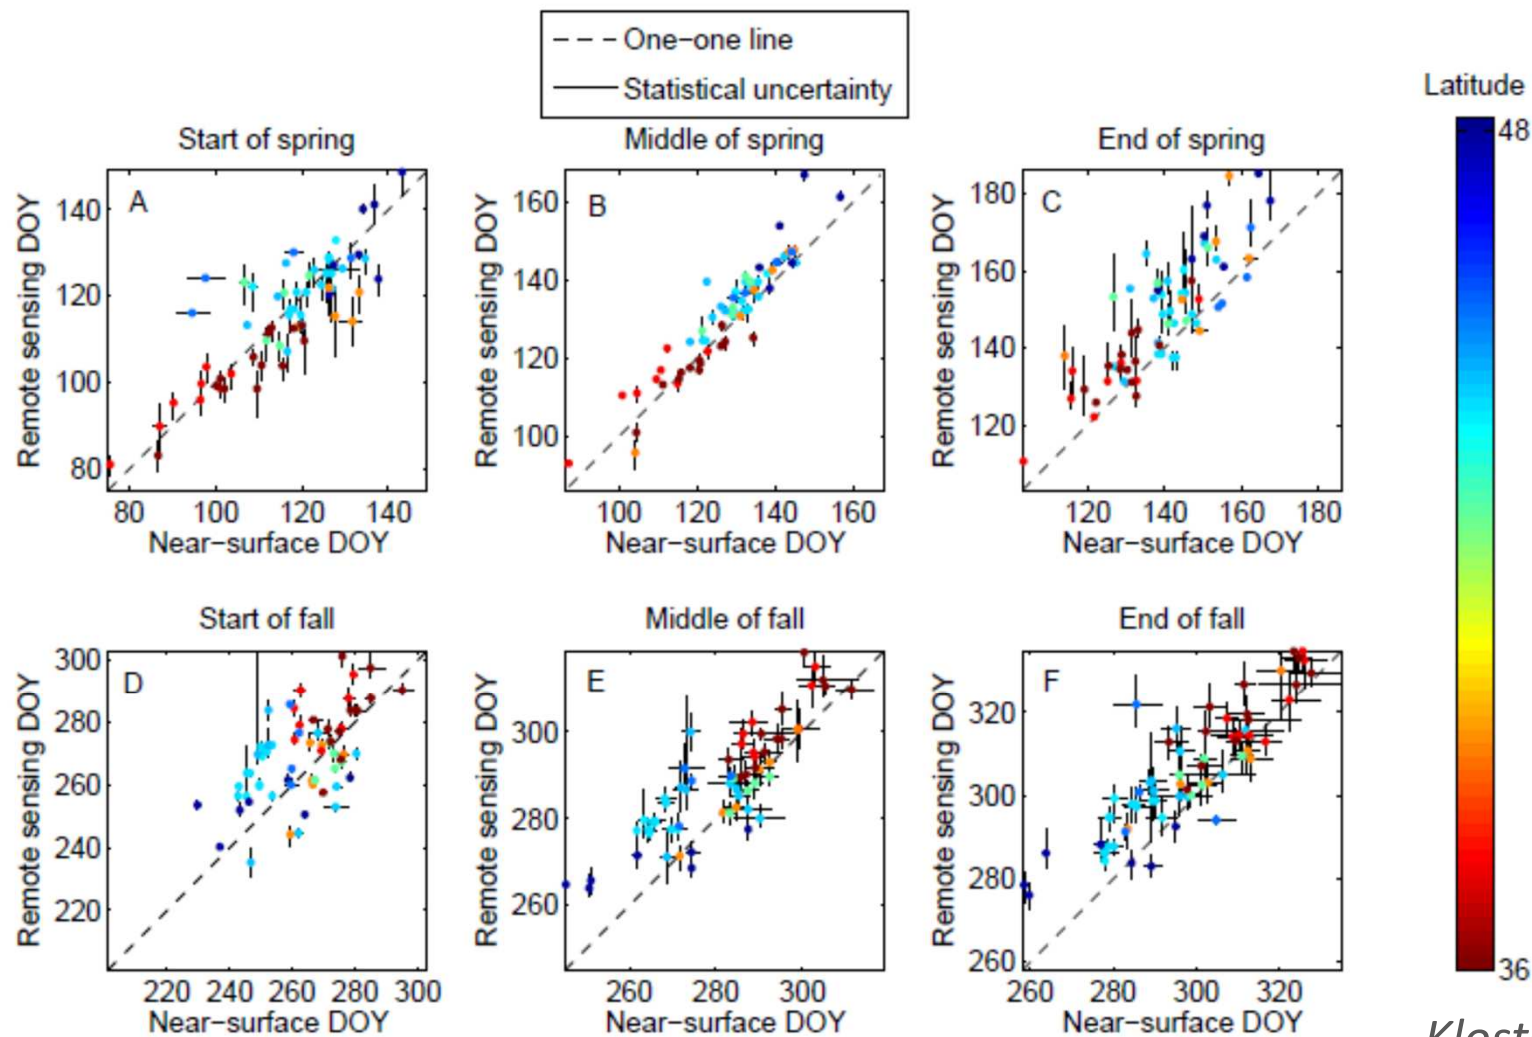 One-one line
Statistical uncertainty
Latitude
48
36
Start of spring
A
Remote sensing DOY
140
120
100
80
80 100 120 140
Near-surface DOY
Middle of spring
B
Remote sensing DOY
160
140
120
100
100 120 140 160
Near-surface DOY
End of spring
C
Remote sensing DOY
180
160
140
120
120 140 160 180
Near-surface DOY
Start of fall
D
Remote sensing DOY
300
280
260
240
220
220 240 260 280 300
Near-surface DOY
Middle of fall
E
Remote sensing DOY
300
280
260
260 280 300
Near-surface DOY
End of fall
F
Remote sensing DOY
320
300
280
260
260 280 300 320
Near-surface DOY